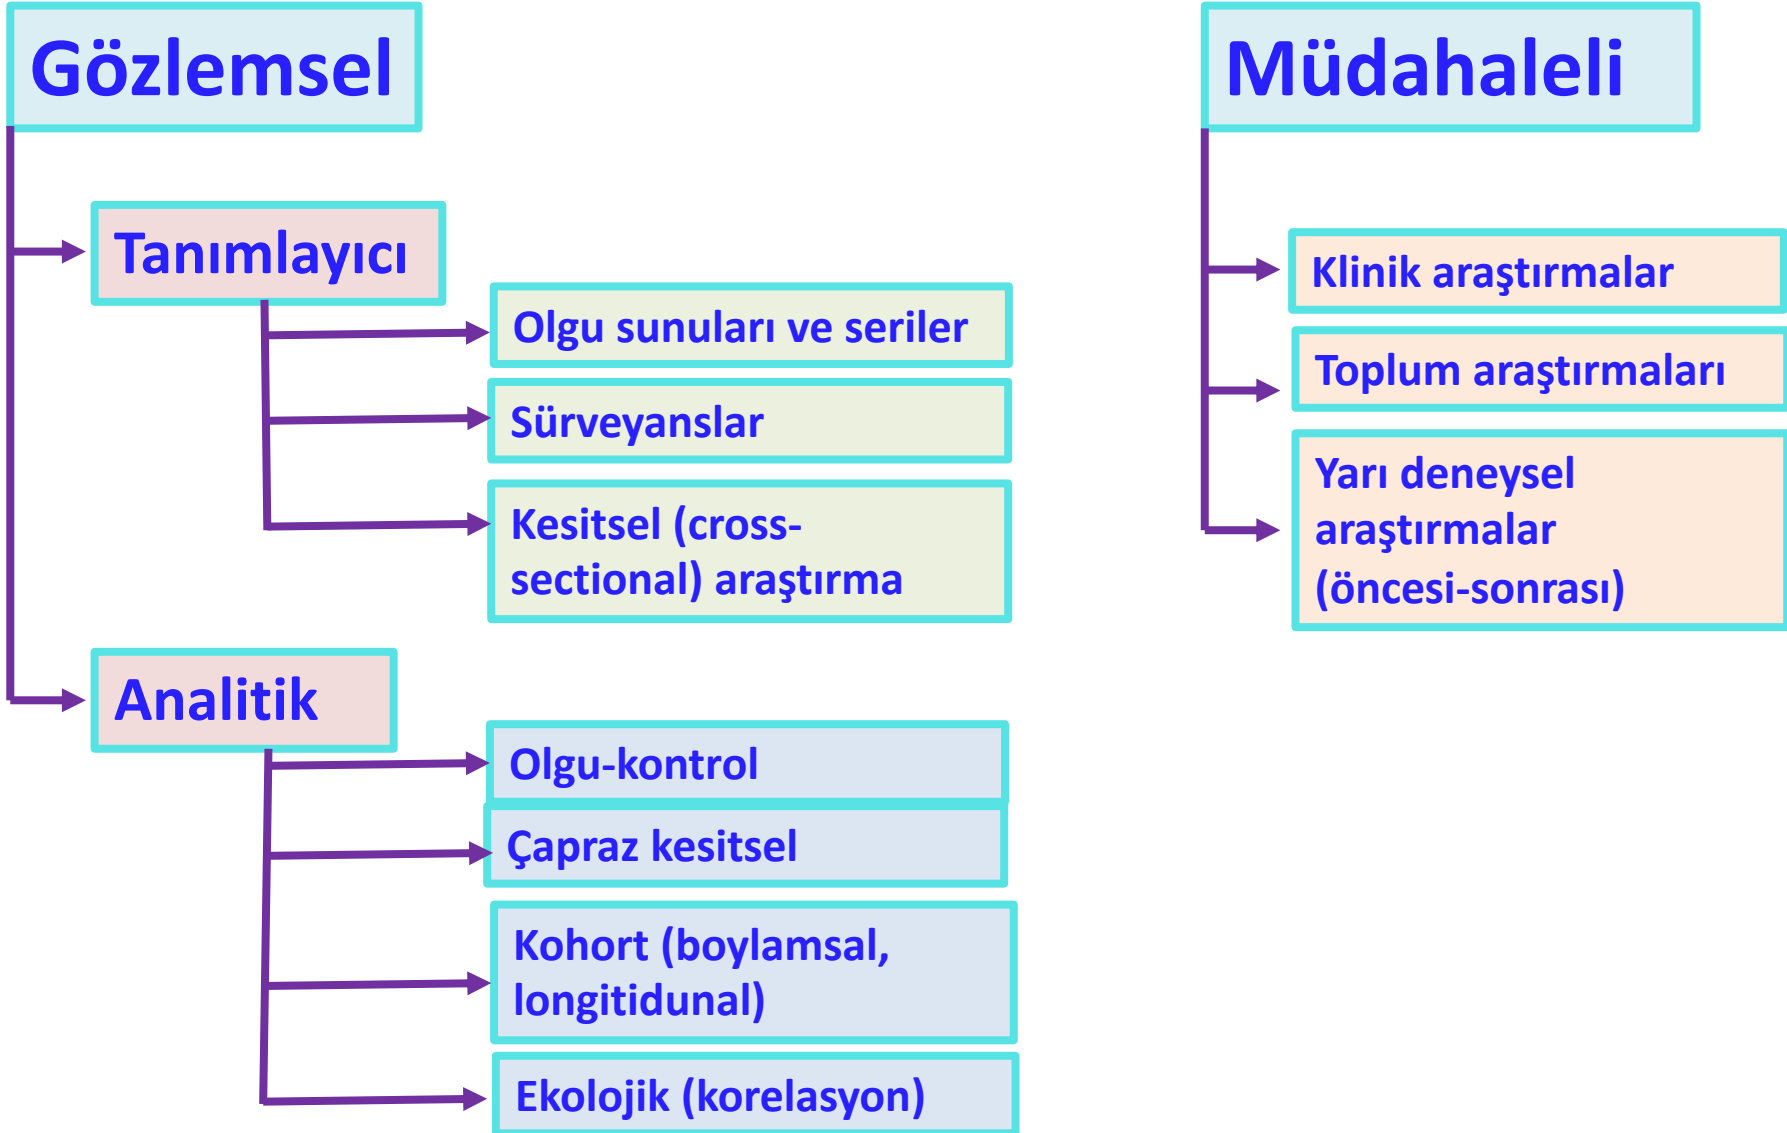 Gözlemsel
Tanımlayıcı
Olgu sunuları ve seriler
Sürveyanslar
Kesitsel (cross-
sectional) araştırma
Analitik
Olgu-kontrol
Çapraz kesitsel
Kohort (boylamsal,
longitidunal)
Ekolojik (korelasyon)
Müdahaleli
Klinik araştırmalar
Toplum araştırmaları
Yarı deneysel
araştırmalar
(öncesi-sonrası)